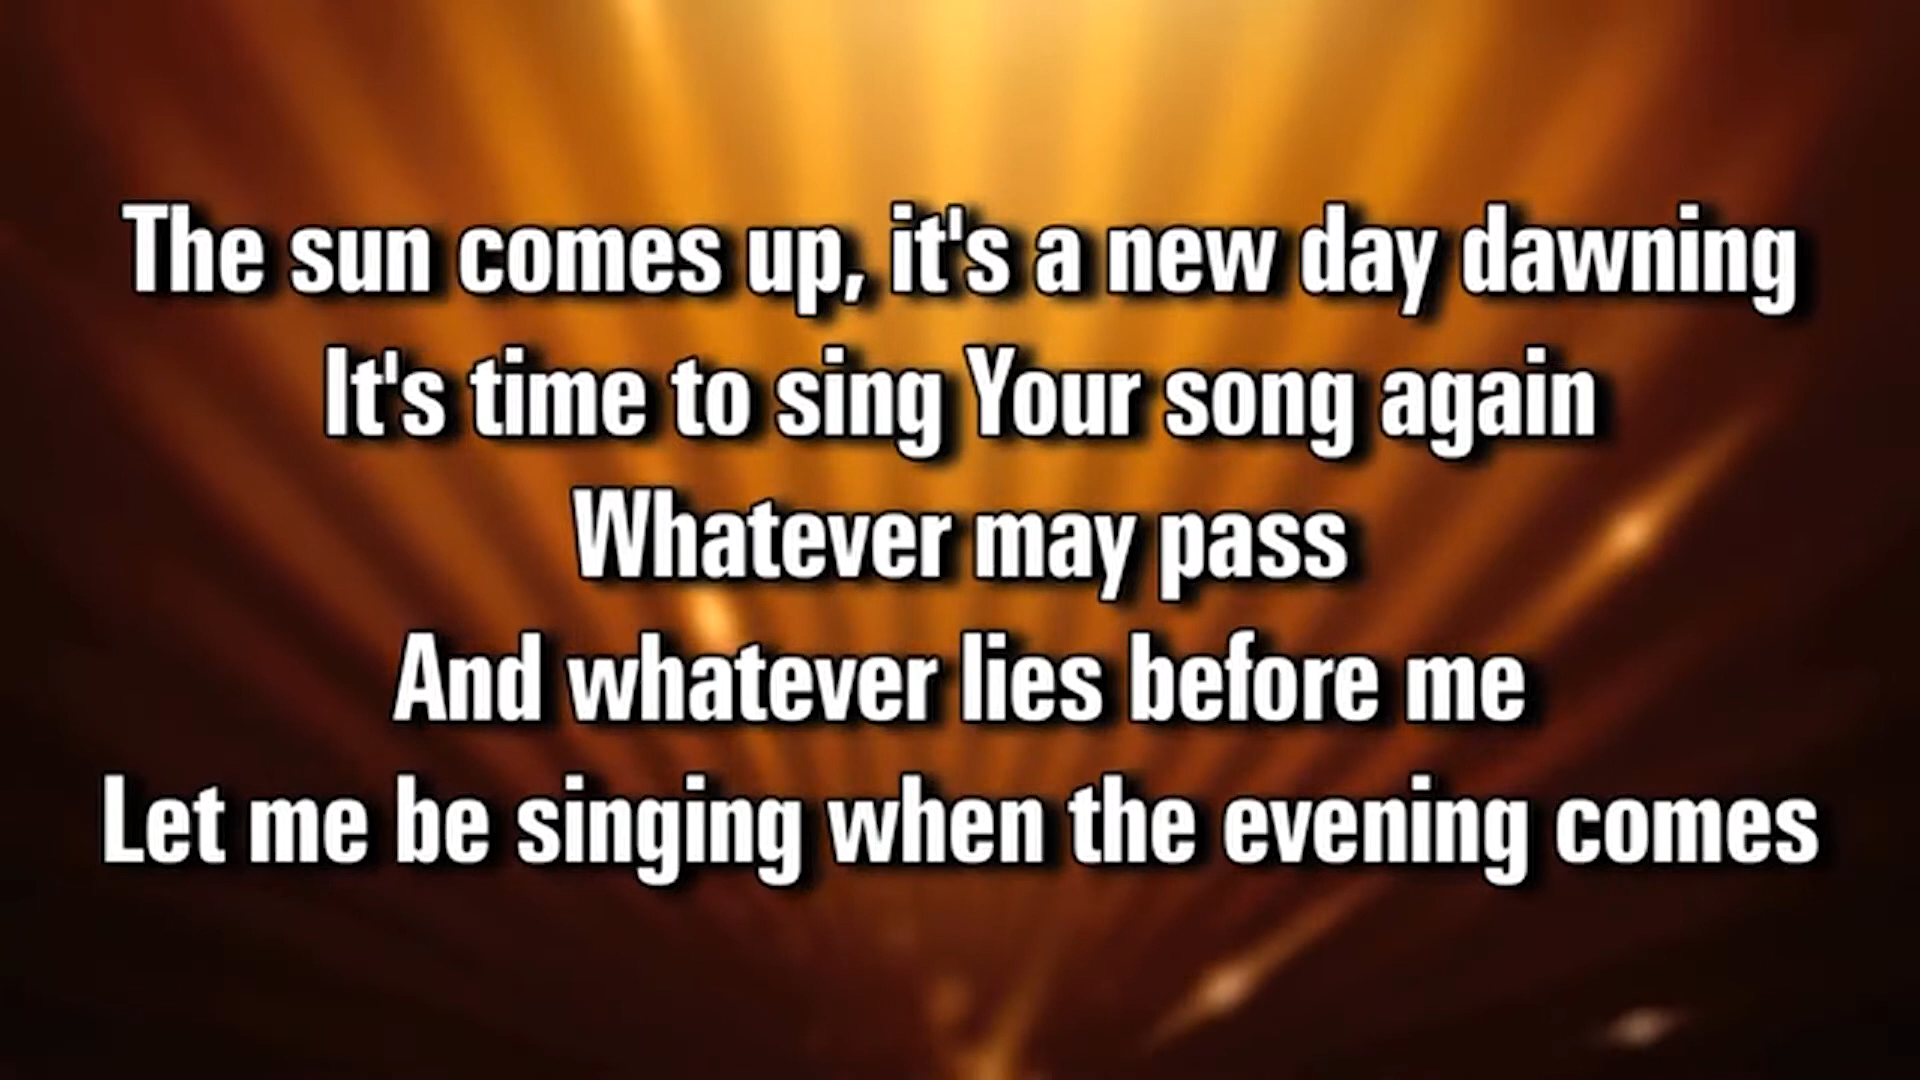 The sun comes up, it's a new day dawning
It's time to sing Your song again
Whatever may pass
And whatever lies before me
Let me be singing when the evening comes